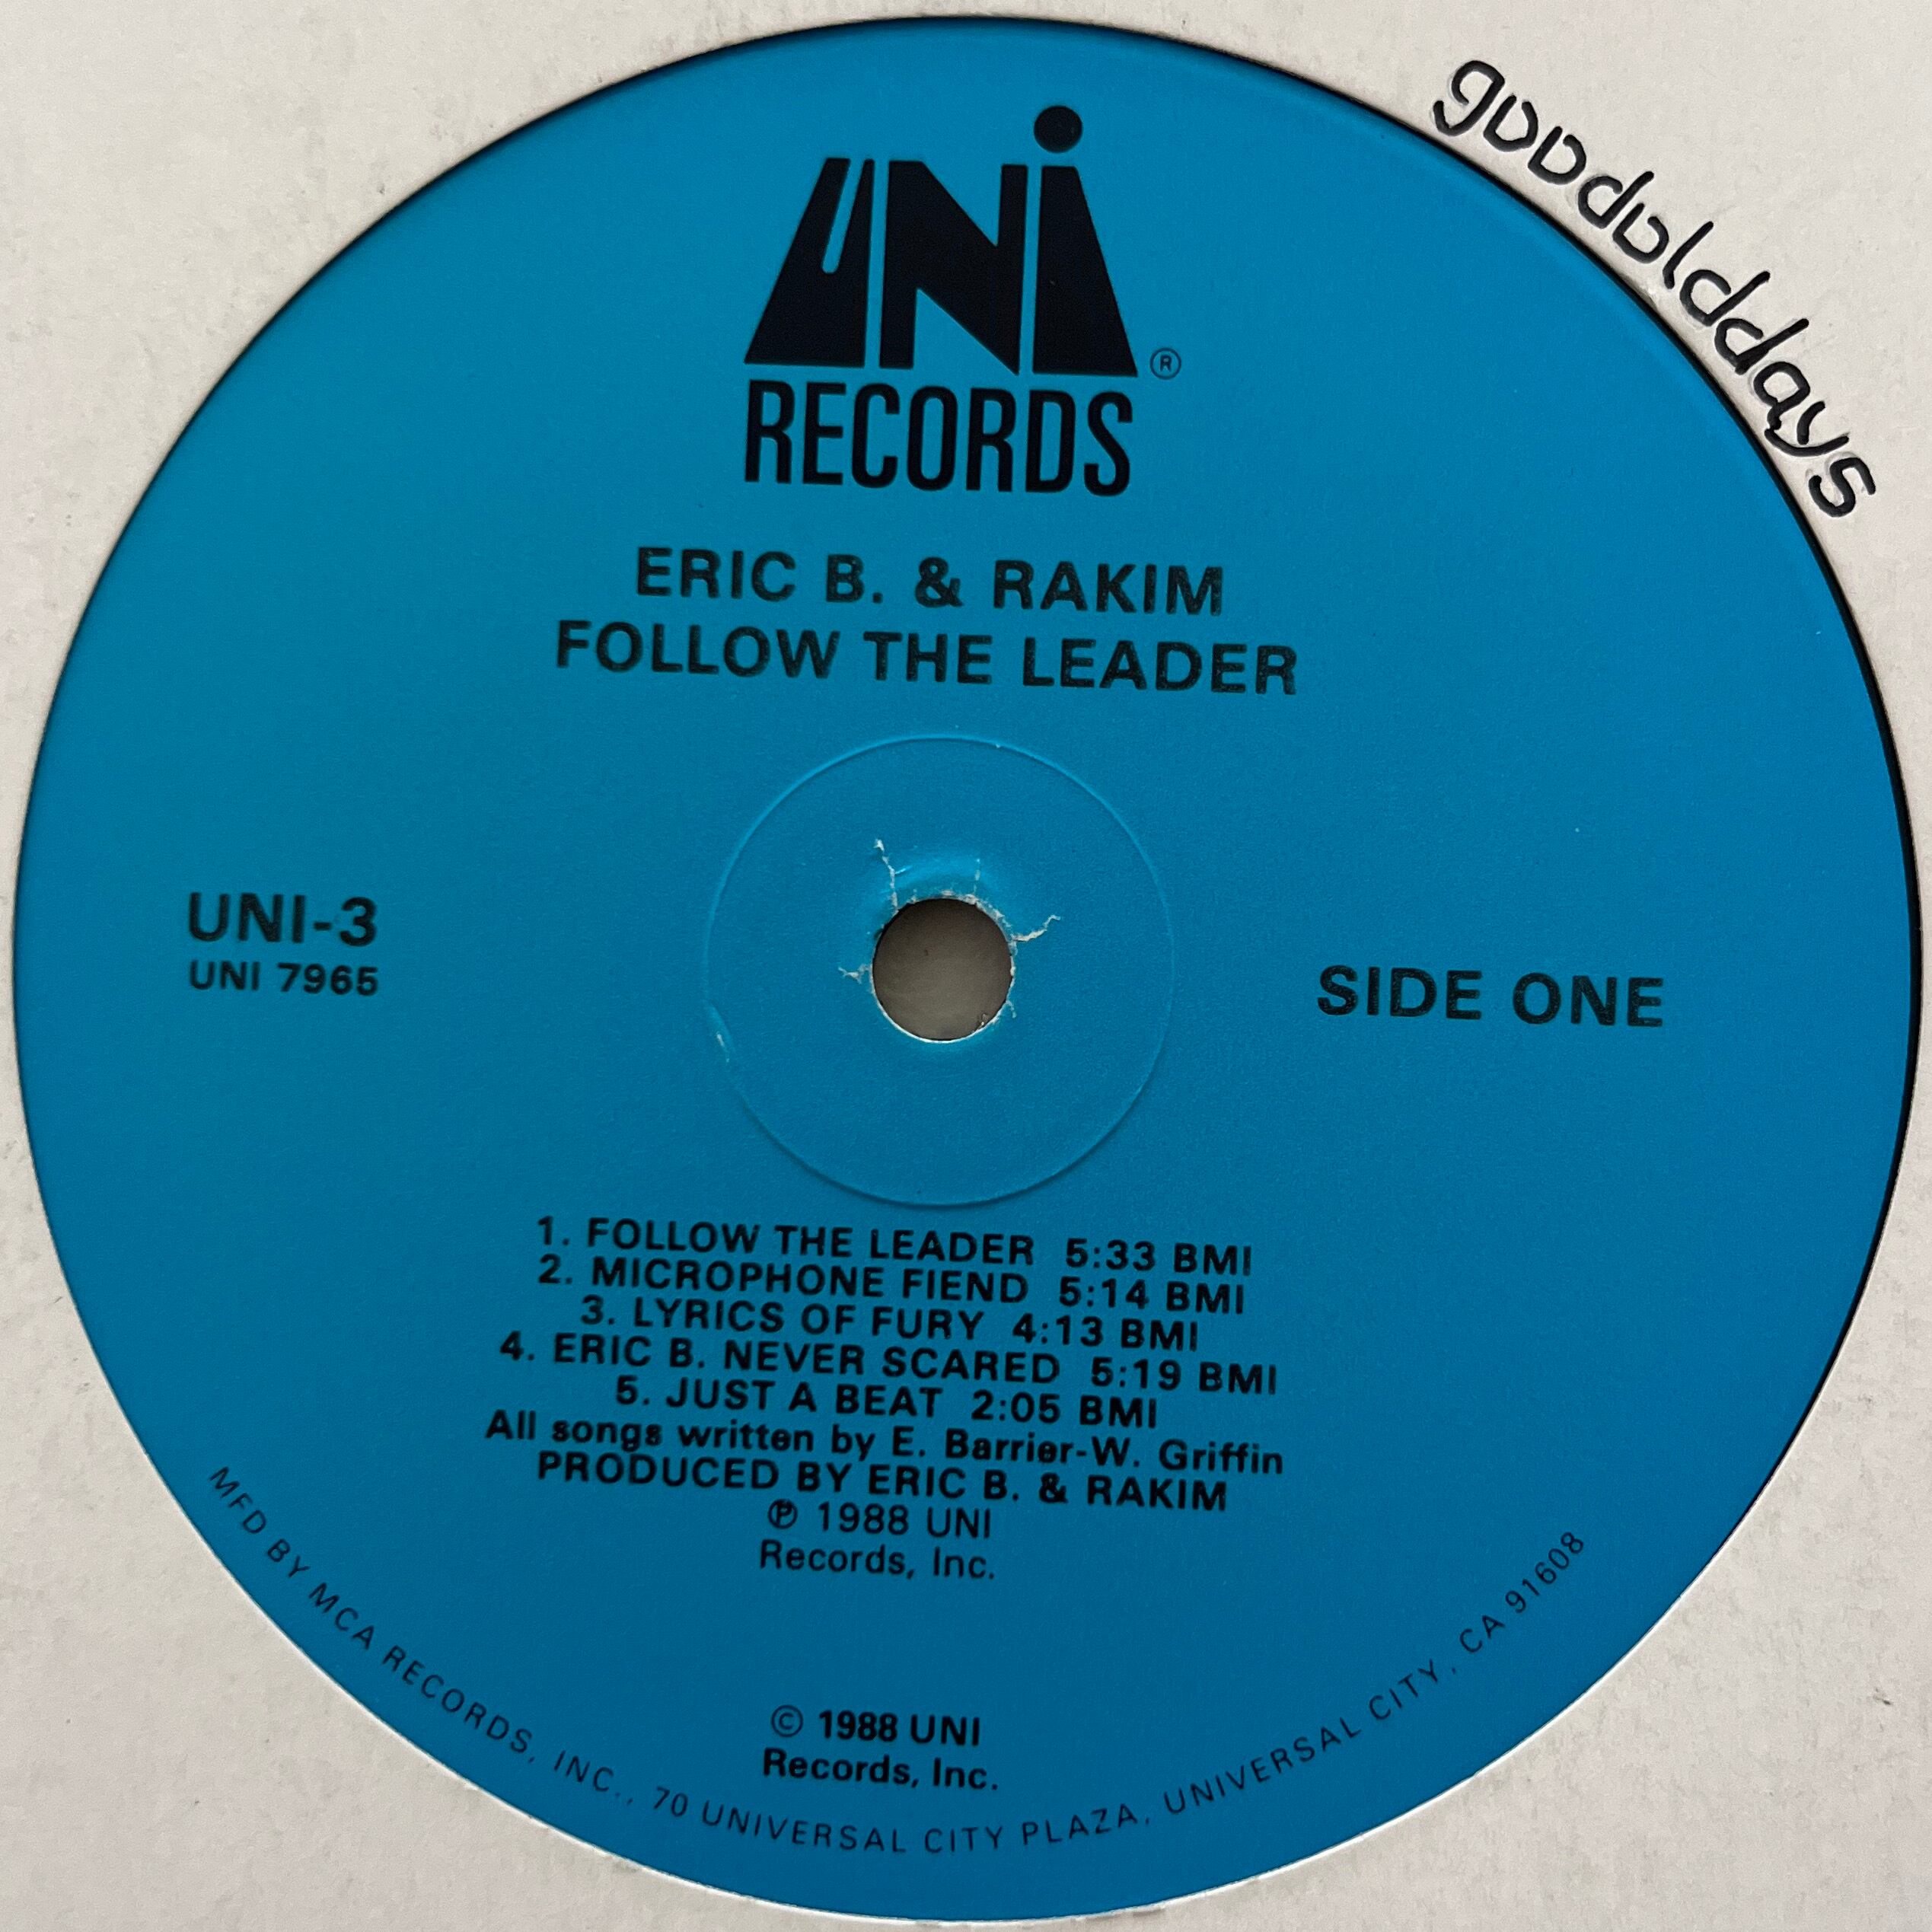 goodolddays
UNI®
RECORDS
ERIC B. & RAKIM
FOLLOW THE LEADER
UNI-3
UNI 7965
SIDE ONE
1. FOLLOW THE LEADER 5:33 BMI
2. MICROPHONE FIEND 5:14 BMI
3. LYRICS OF FURY 4:13 BMI
4. ERIC B. NEVER SCARED 5:19 BMI
5. JUST A BEAT 2:05 BMI
All songs written by E. Barrier-W. Griffin
PRODUCED BY ERIC B. & RAKIM
℗ 1988 UNI
Records, Inc.
© 1988 UNI
Records, Inc.
MFD BY MCA RECORDS, INC., 70 UNIVERSAL CITY PLAZA, UNIVERSAL CITY, CA 91608